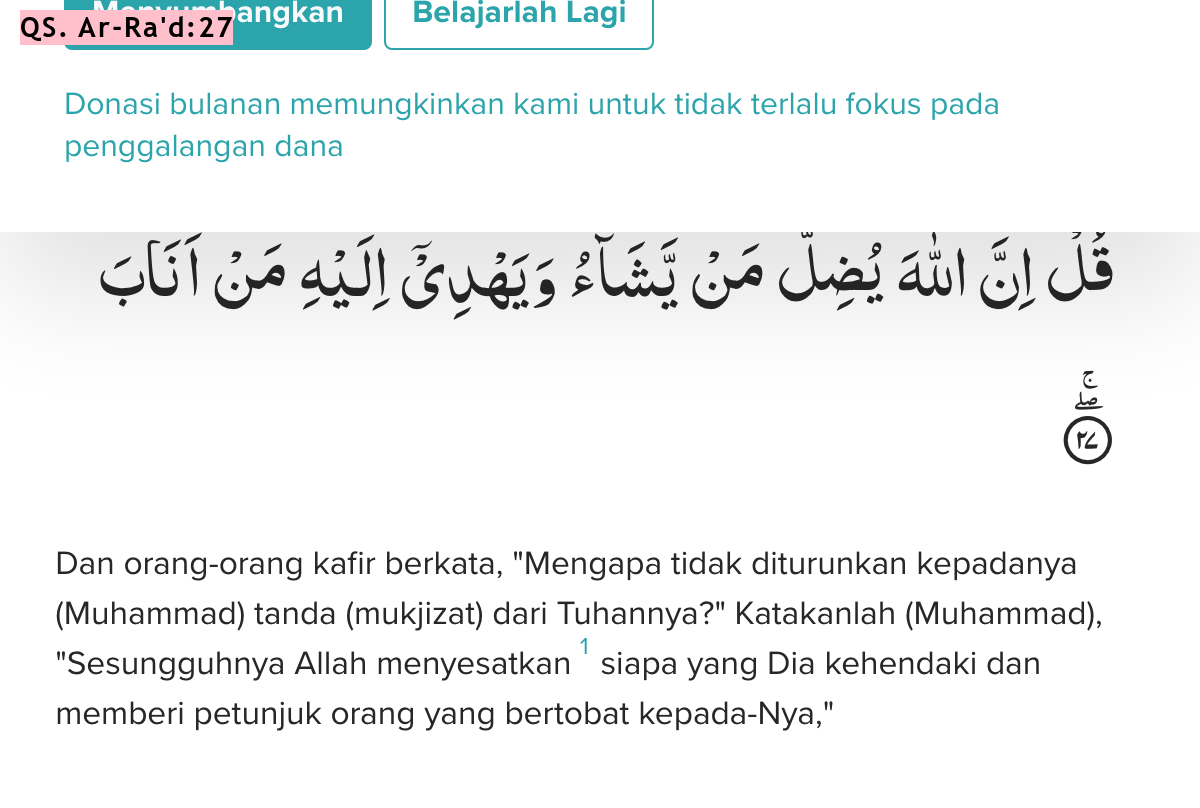 Menyumbangkan
Belajarlah Lagi
QS. Ar-Ra'd:27
Donasi bulanan memungkinkan kami untuk tidak terlalu fokus pada
penggalangan dana
قُلْ اِنَّ اللّٰهَ يُضِلُّ مَنْ يَّشَاۤءُ وَيَهْدِيْٓ اِلَيْهِ مَنْ اَنَابَ
ۖۚ ٢٧
Dan orang-orang kafir berkata, "Mengapa tidak diturunkan kepadanya
(Muhammad) tanda (mukjizat) dari Tuhannya?" Katakanlah (Muhammad),
"Sesungguhnya Allah menyesatkan 1 siapa yang Dia kehendaki dan
memberi petunjuk orang yang bertobat kepada-Nya,"